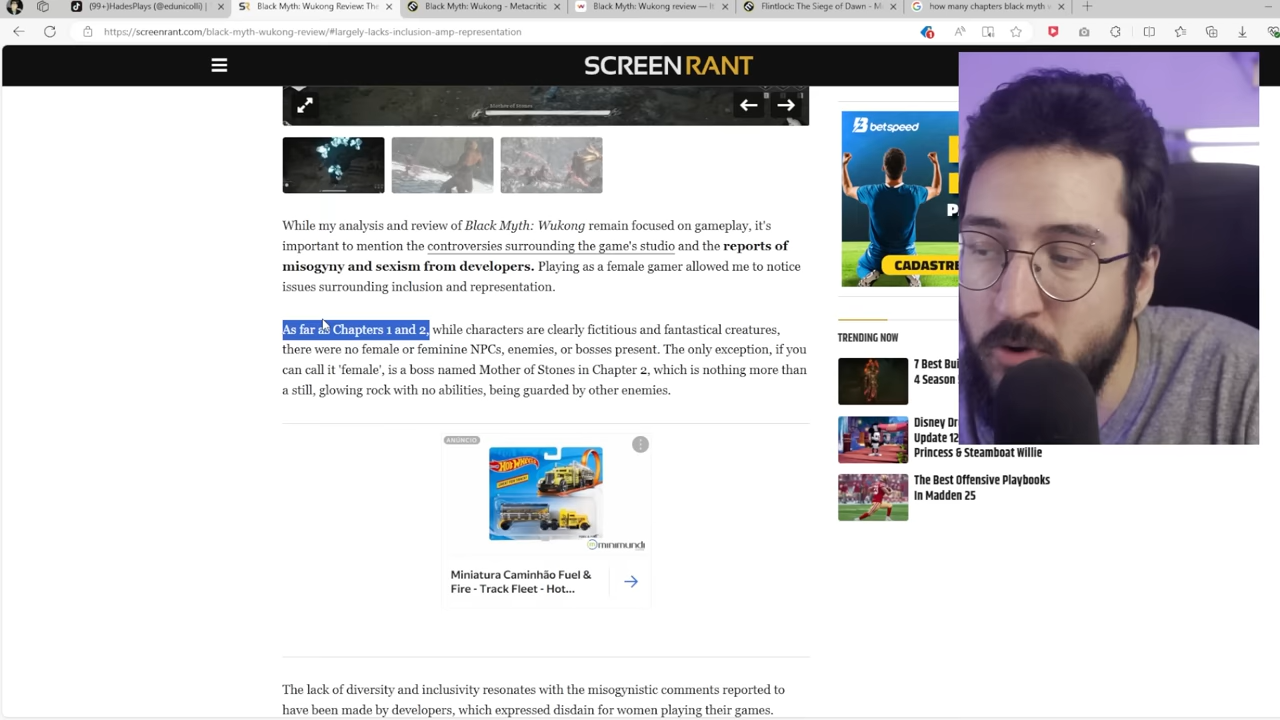 (99+)HadesPlays (@edunicolli) |
Black Myth: Wukong Review: The
Black Myth: Wukong - Metacritic
Black Myth: Wukong review — It
Flintlock: The Siege of Dawn - M
how many chapters black myth w
https://screenrant.com/black-myth-wukong-review/#largely-lacks-inclusion-amp-representation
SCREENRANT
While my analysis and review of Black Myth: Wukong remain focused on gameplay, it's
important to mention the controversies surrounding the game's studio and the reports of
misogyny and sexism from developers. Playing as a female gamer allowed me to notice
issues surrounding inclusion and representation.
As far as Chapters 1 and 2, while characters are clearly fictitious and fantastical creatures,
there were no female or feminine NPCs, enemies, or bosses present. The only exception, if you
can call it 'female', is a boss named Mother of Stones in Chapter 2, which is nothing more than
a still, glowing rock with no abilities, being guarded by other enemies.
ANÚNCIO
HOT WHEELS
minimundi
Miniatura Caminhão Fuel &
Fire - Track Fleet - Hot...
The lack of diversity and inclusivity resonates with the misogynistic comments reported to
have been made by developers, which expressed disdain for women playing their games.
betspeed
CADASTRE
TRENDING NOW
7 Best Bui
4 Season
Disney Dr
Update 12
Princess & Steamboat Willie
The Best Offensive Playbooks
In Madden 25